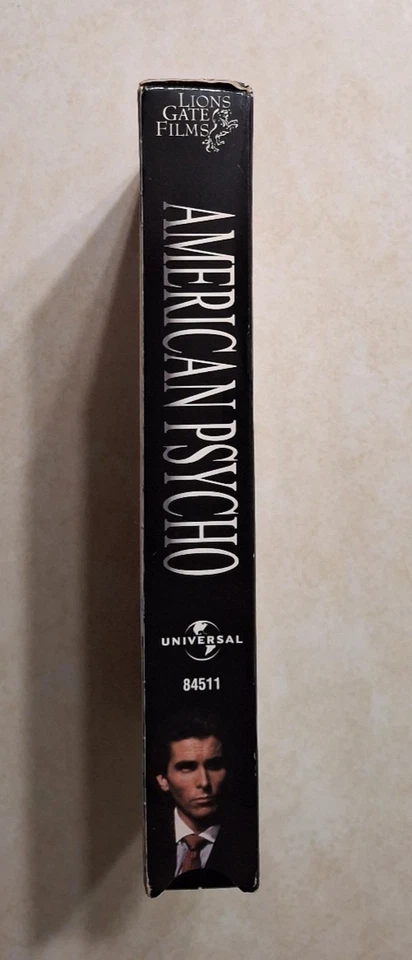 LIONS
GATE
FILMS
AMERICAN PSYCHO
UNIVERSAL
84511